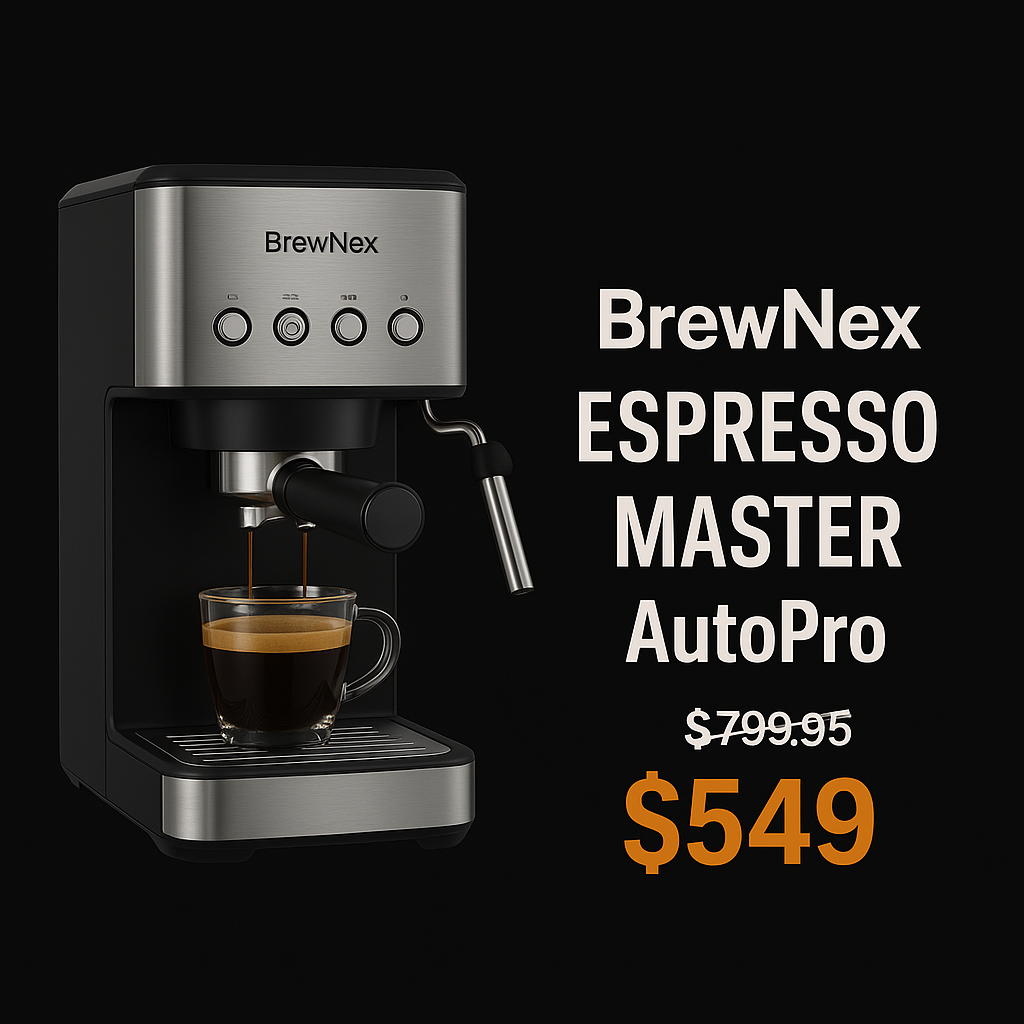 BrewNex
BrewNex
ESPRESSO
MASTER
AutoPro
$799.95
$549